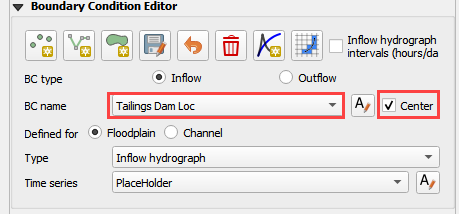 Boundary Condition Editor
Inflow hydrograph
intervals (hours/da
BC type
Inflow
Outflow
BC name
Tailings Dam Loc
A
Center
Defined for
Floodplain
Channel
Type
Inflow hydrograph
Time series
PlaceHolder
A